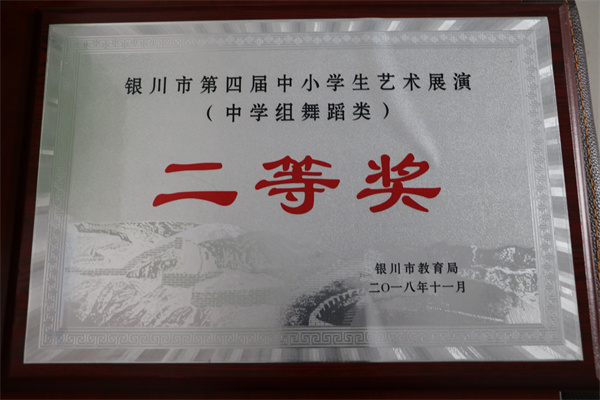 银川市第四届中小学生艺术展演
（中学组舞蹈类）
二等奖
银川市教育局
二〇一八年十一月